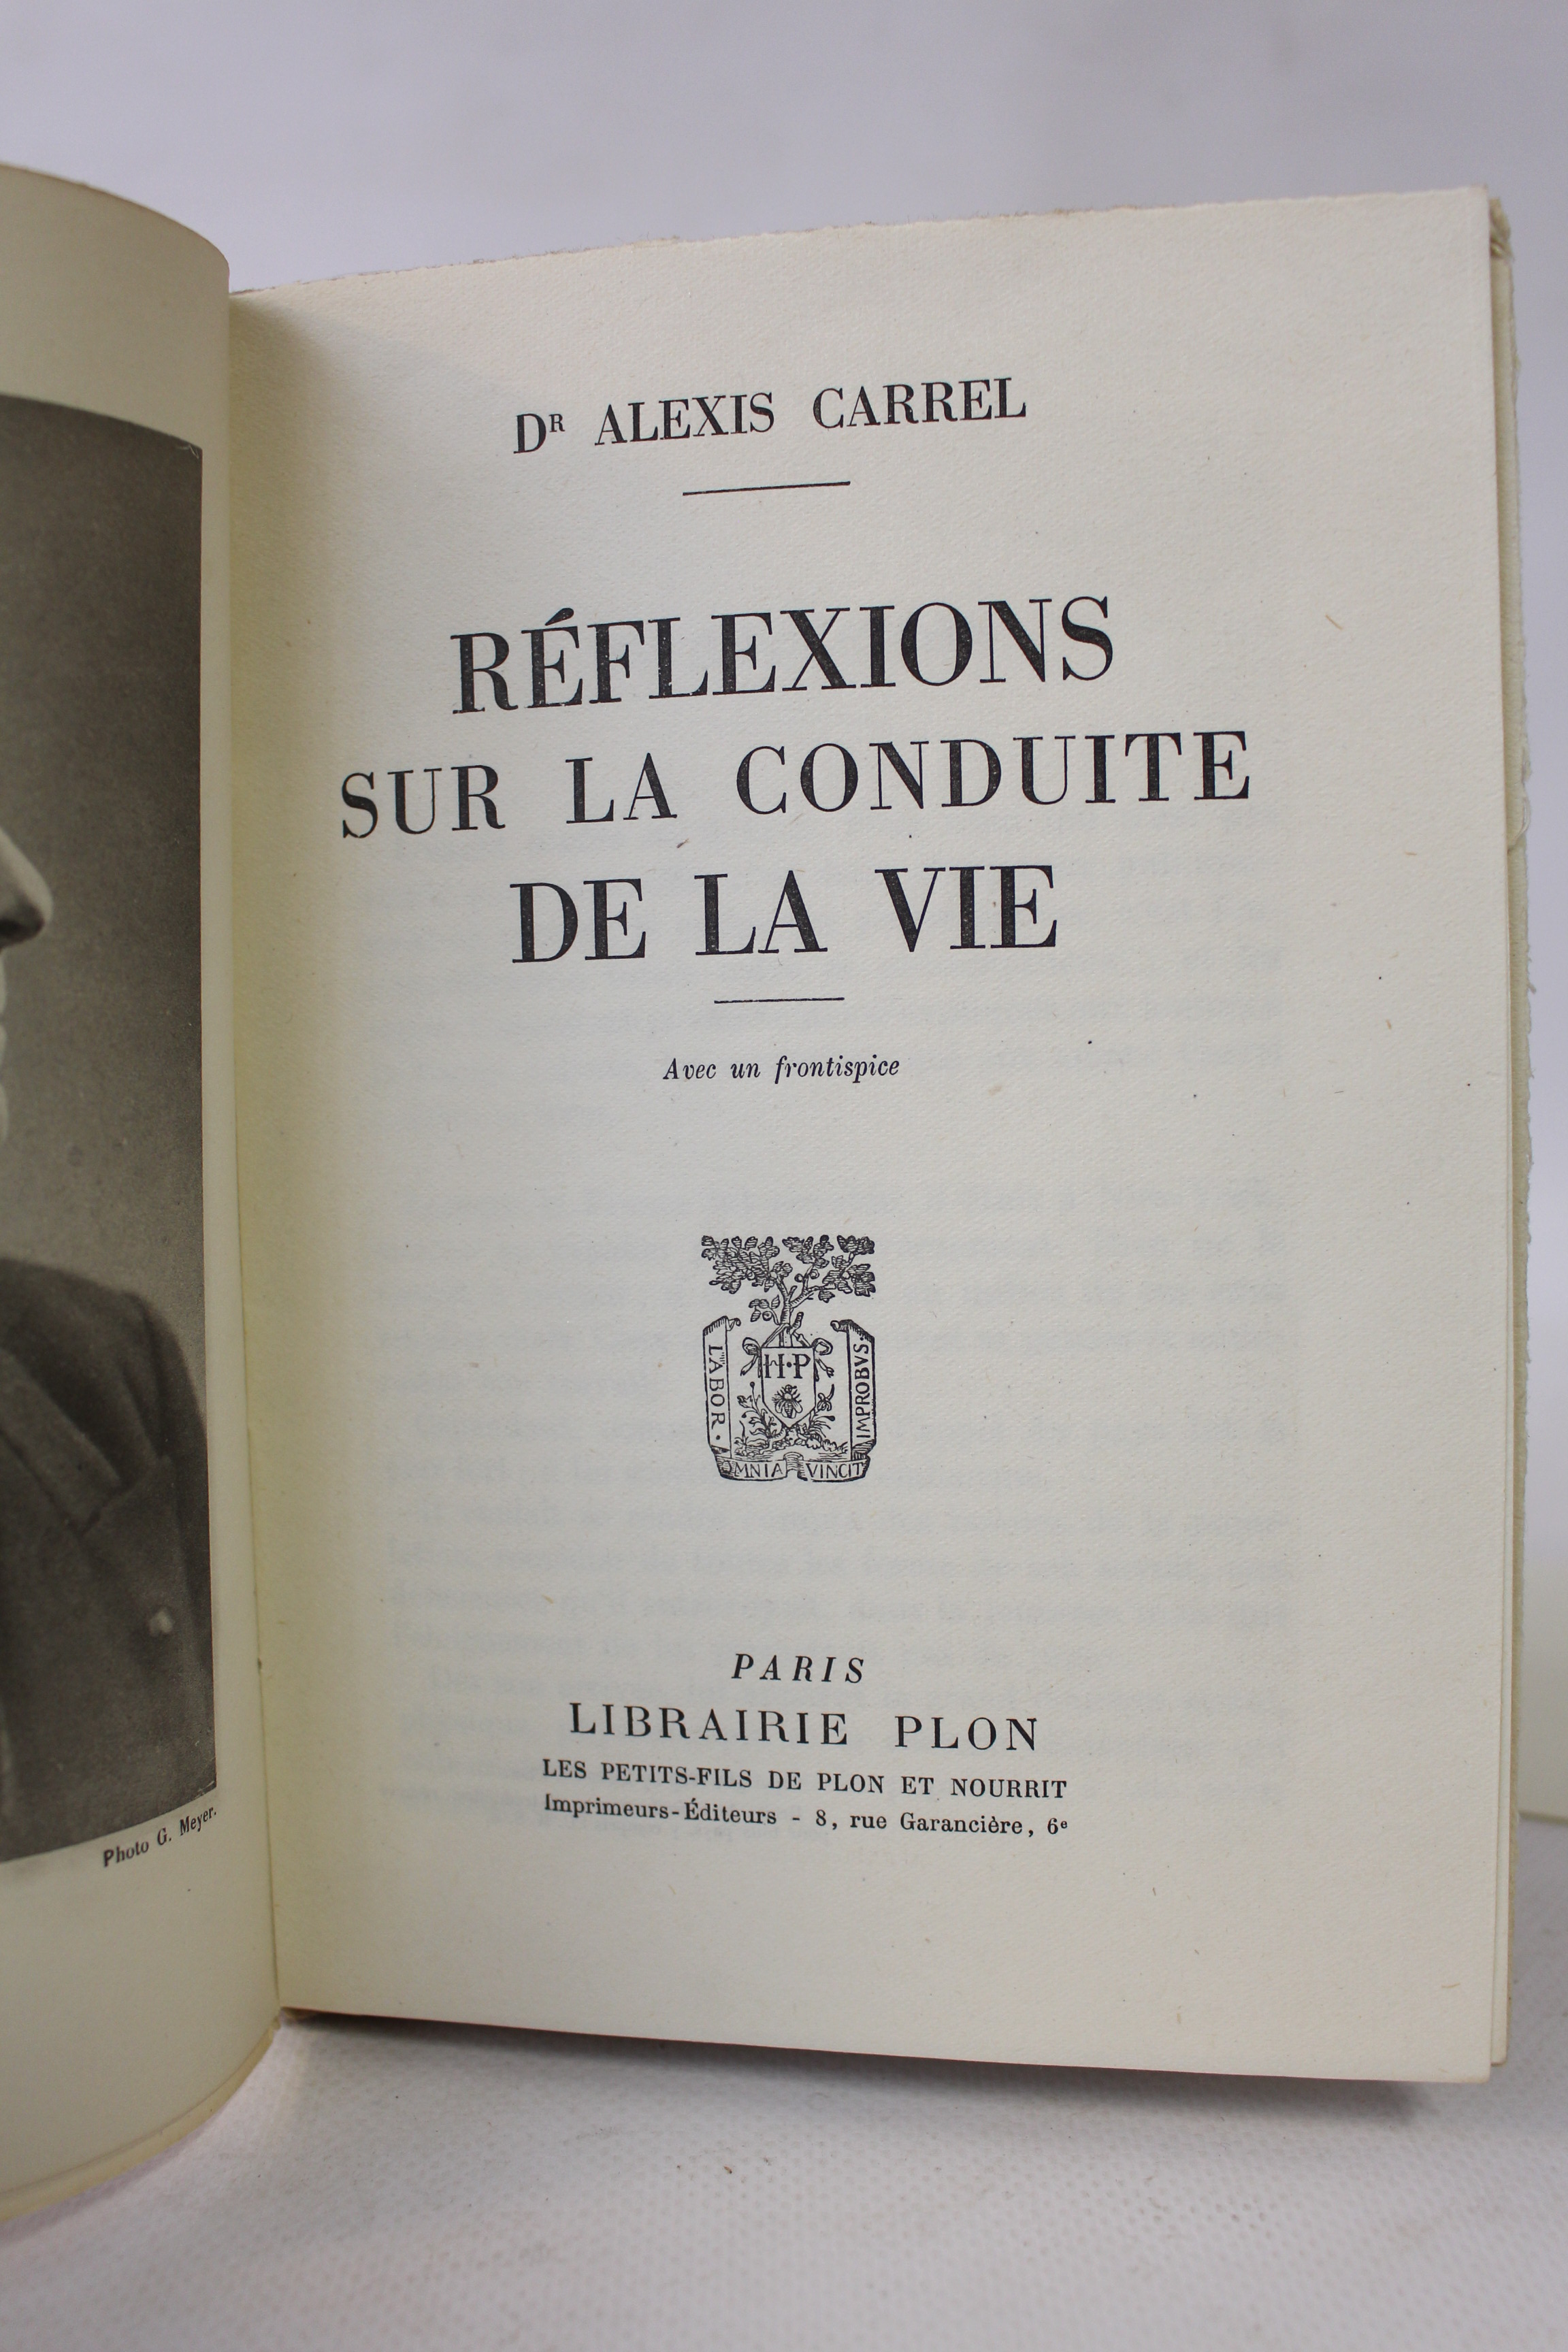 Photo G. Meyer.
DR ALEXIS CARREL
RÉFLEXIONS
SUR LA CONDUITE
DE LA VIE
Avec un frontispice
H·P
LABOR·
IMPROBVS·
OMNIA VINCIT
PARIS
LIBRAIRIE PLON
LES PETITS-FILS DE PLON ET NOURRIT
Imprimeurs-Éditeurs - 8, rue Garancière, 6e